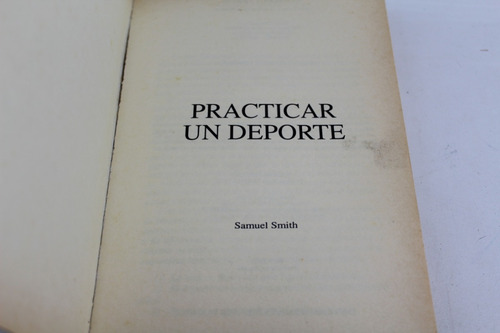 PRACTICAR
UN DEPORTE
Samuel Smith